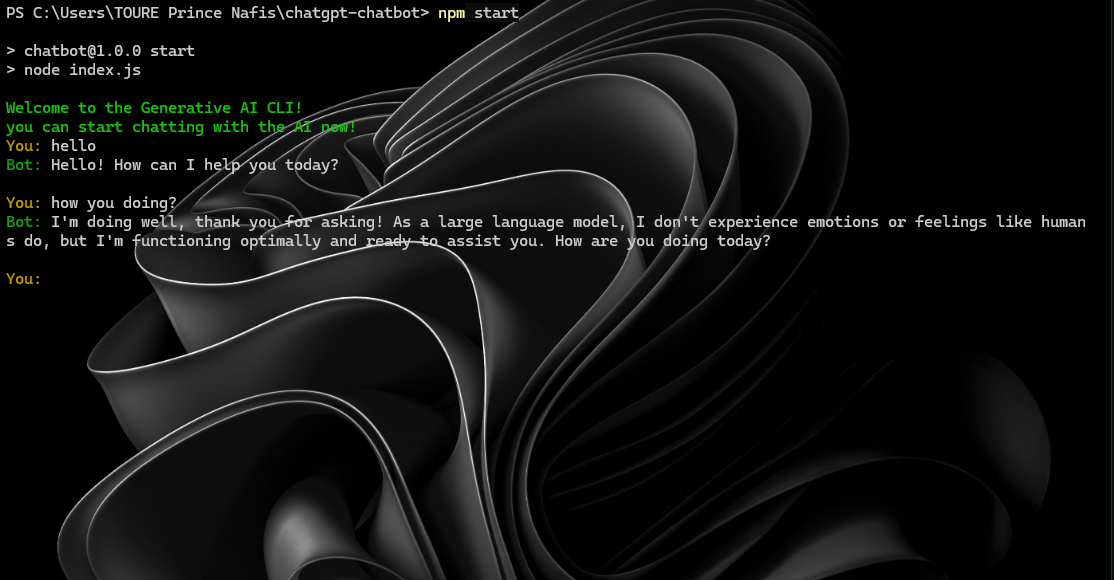 PS C:\Users\TOURE Prince Nafis\chatgpt-chatbot> npm start
> chatbot@1.0.0 start
> node index.js
Welcome to the Generative AI CLI!
you can start chatting with the AI now!
You: hello
Bot: Hello! How can I help you today?
You: how you doing?
Bot: I'm doing well, thank you for asking! As a large language model, I don't experience emotions or feelings like human
s do, but I'm functioning optimally and ready to assist you. How are you doing today?
You: